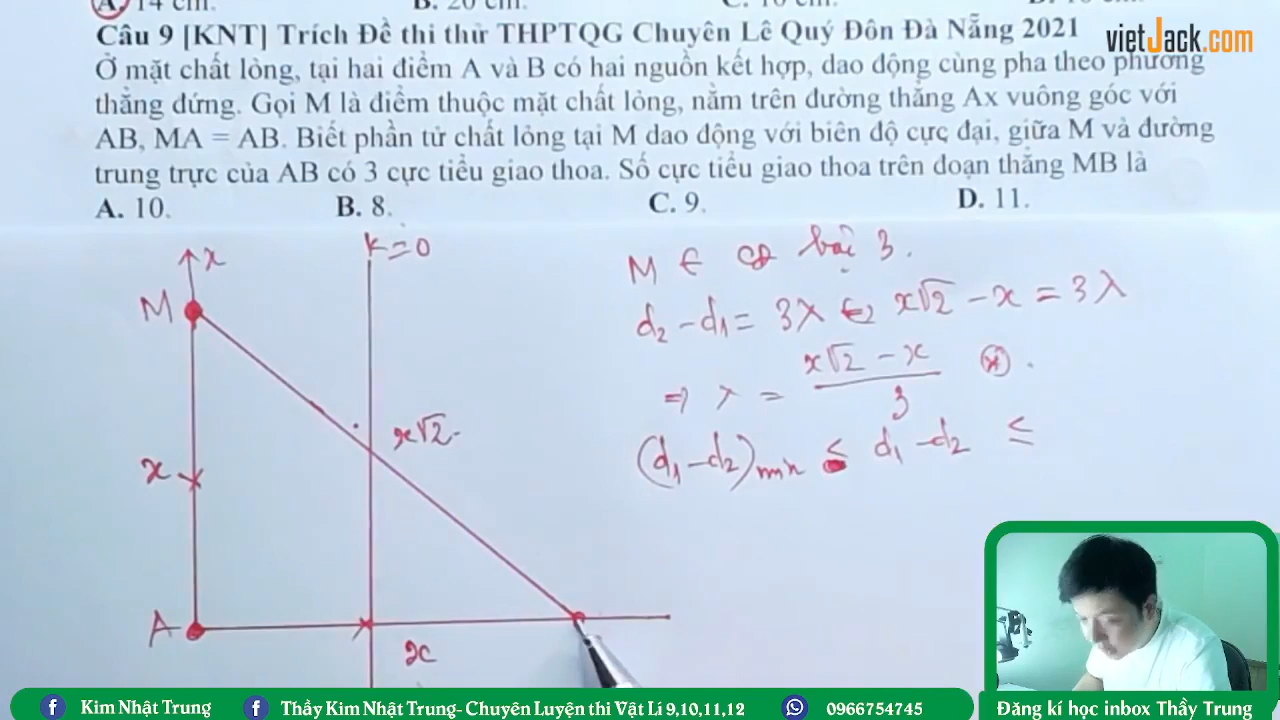 A. 14 cm.
vietJack.com
Câu 9 [KNT] Trích Đề thi thử THPTQG Chuyên Lê Quý Đôn Đà Nẵng 2021
Ở mặt chất lỏng, tại hai điểm A và B có hai nguồn kết hợp, dao động cùng pha theo phương
thẳng đứng. Gọi M là điểm thuộc mặt chất lỏng, nằm trên đường thẳng Ax vuông góc với
AB, MA = AB. Biết phần tử chất lỏng tại M dao động với biên độ cực đại, giữa M và đường
trung trực của AB có 3 cực tiểu giao thoa. Số cực tiểu giao thoa trên đoạn thẳng MB là
A. 10. B. 8. C. 9. D. 11.
x
k=0
M
x√2
x
A
x
M ∈ CĐ bậc 3.
d₂ - d₁ = 3λ ⇔ x√2 - x = 3λ
⇒ λ = (x√2 - x)/3 (*).
(d₁-d₂)min ≤ d₁ - d₂ ≤
Kim Nhật Trung
Thầy Kim Nhật Trung- Chuyên Luyện thi Vật Lí 9,10,11,12
0966754745
Đăng kí học inbox Thầy Trung